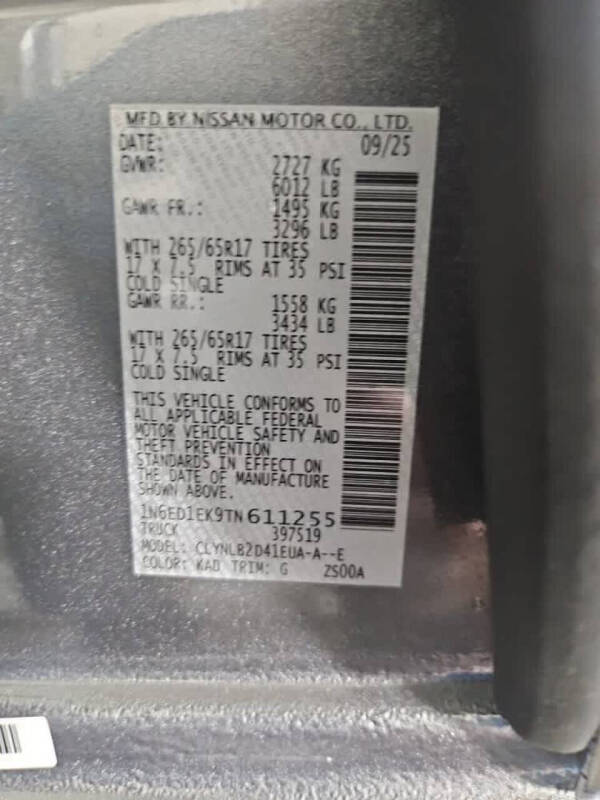 MFD. BY NISSAN MOTOR CO., LTD.
DATE: 09/25
GVWR: 2727 KG
6012 LB
GAWR FR.: 1495 KG
3296 LB
WITH 265/65R17 TIRES
17 X 7.5 RIMS AT 35 PSI
COLD SINGLE
GAWR RR.: 1558 KG
3434 LB
WITH 265/65R17 TIRES
17 X 7.5 RIMS AT 35 PSI
COLD SINGLE
THIS VEHICLE CONFORMS TO
ALL APPLICABLE FEDERAL
MOTOR VEHICLE SAFETY AND
THEFT PREVENTION
STANDARDS IN EFFECT ON
THE DATE OF MANUFACTURE
SHOWN ABOVE.
1N6ED1EK9TN611255
TRUCK 397519
MODEL: CLYNLB2D41EUA-A--E
COLOR: KAD TRIM: G ZS00A